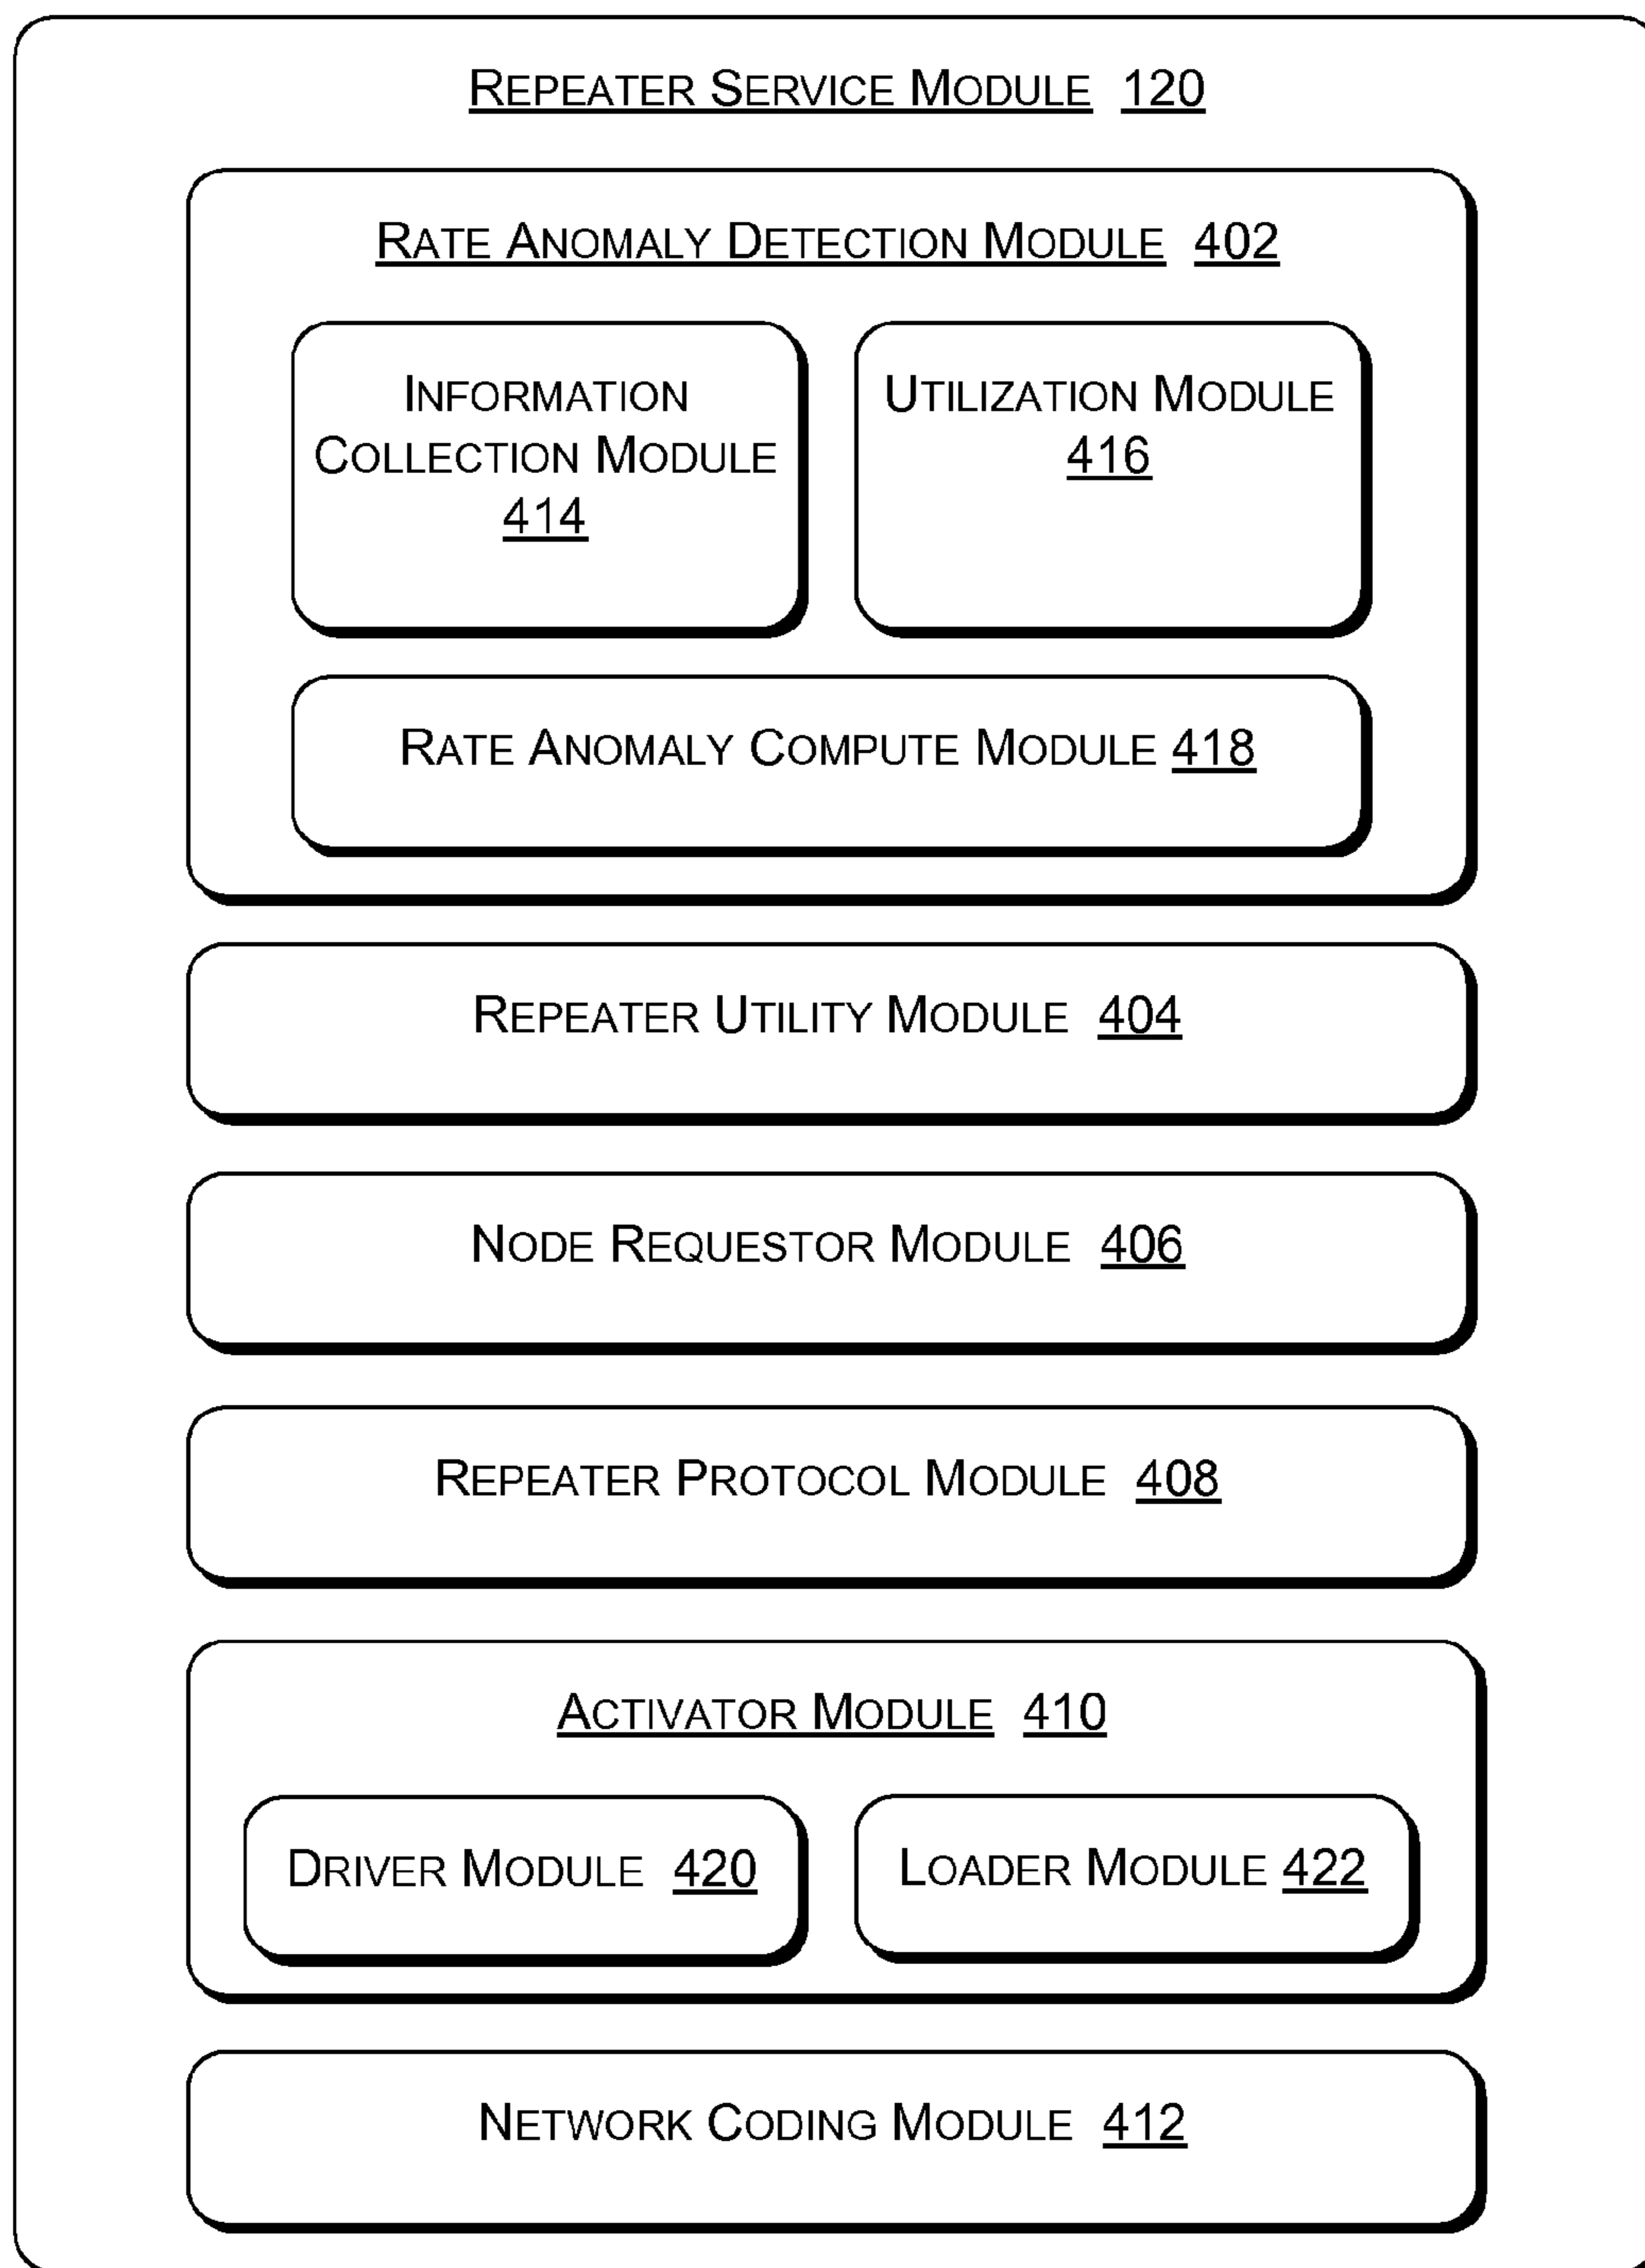 REPEATER SERVICE MODULE 120
RATE ANOMALY DETECTION MODULE 402
INFORMATION
COLLECTION MODULE
414
UTILIZATION MODULE
416
RATE ANOMALY COMPUTE MODULE 418
REPEATER UTILITY MODULE 404
NODE REQUESTOR MODULE 406
REPEATER PROTOCOL MODULE 408
ACTIVATOR MODULE 410
DRIVER MODULE 420
LOADER MODULE 422
NETWORK CODING MODULE 412